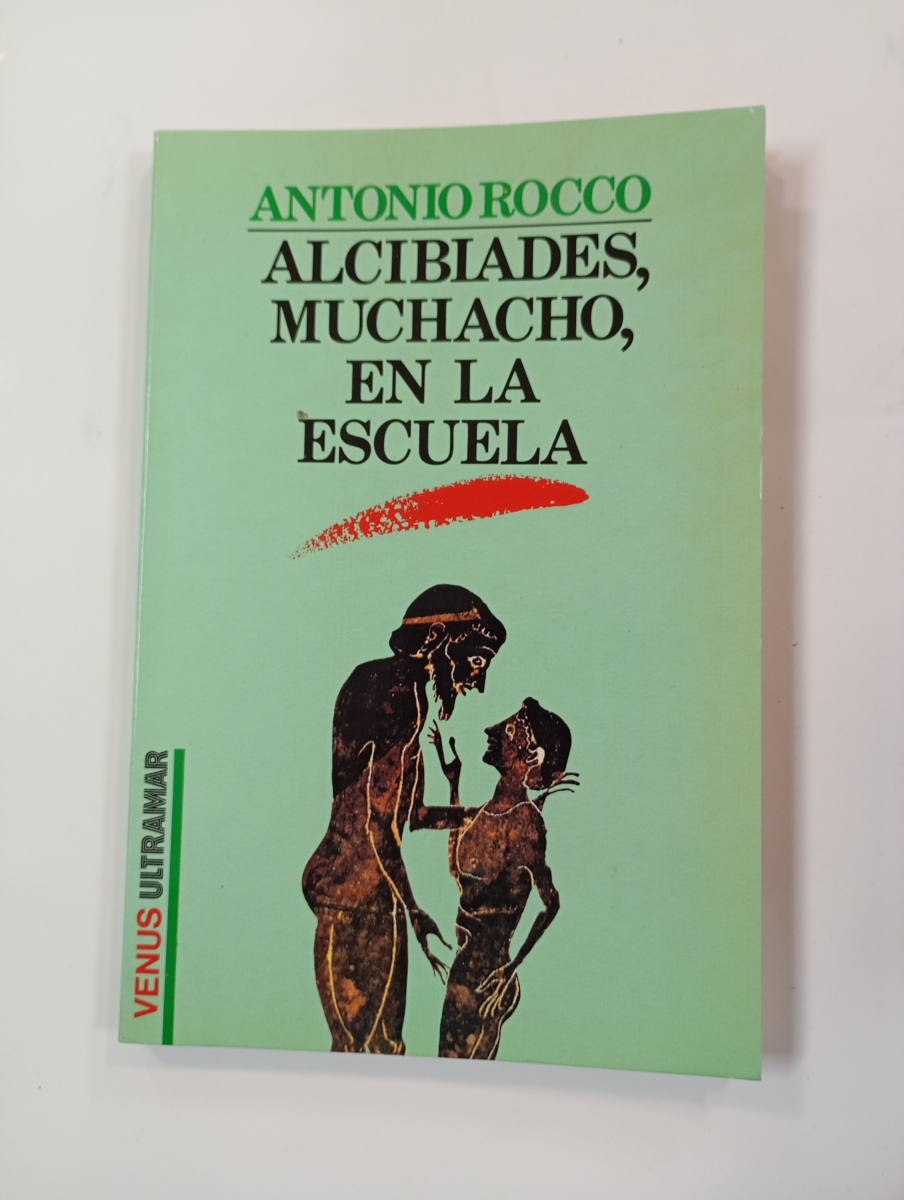 ANTONIO ROCCO
ALCIBIADES,
MUCHACHO,
EN LA
ESCUELA
VENUS ULTRAMAR